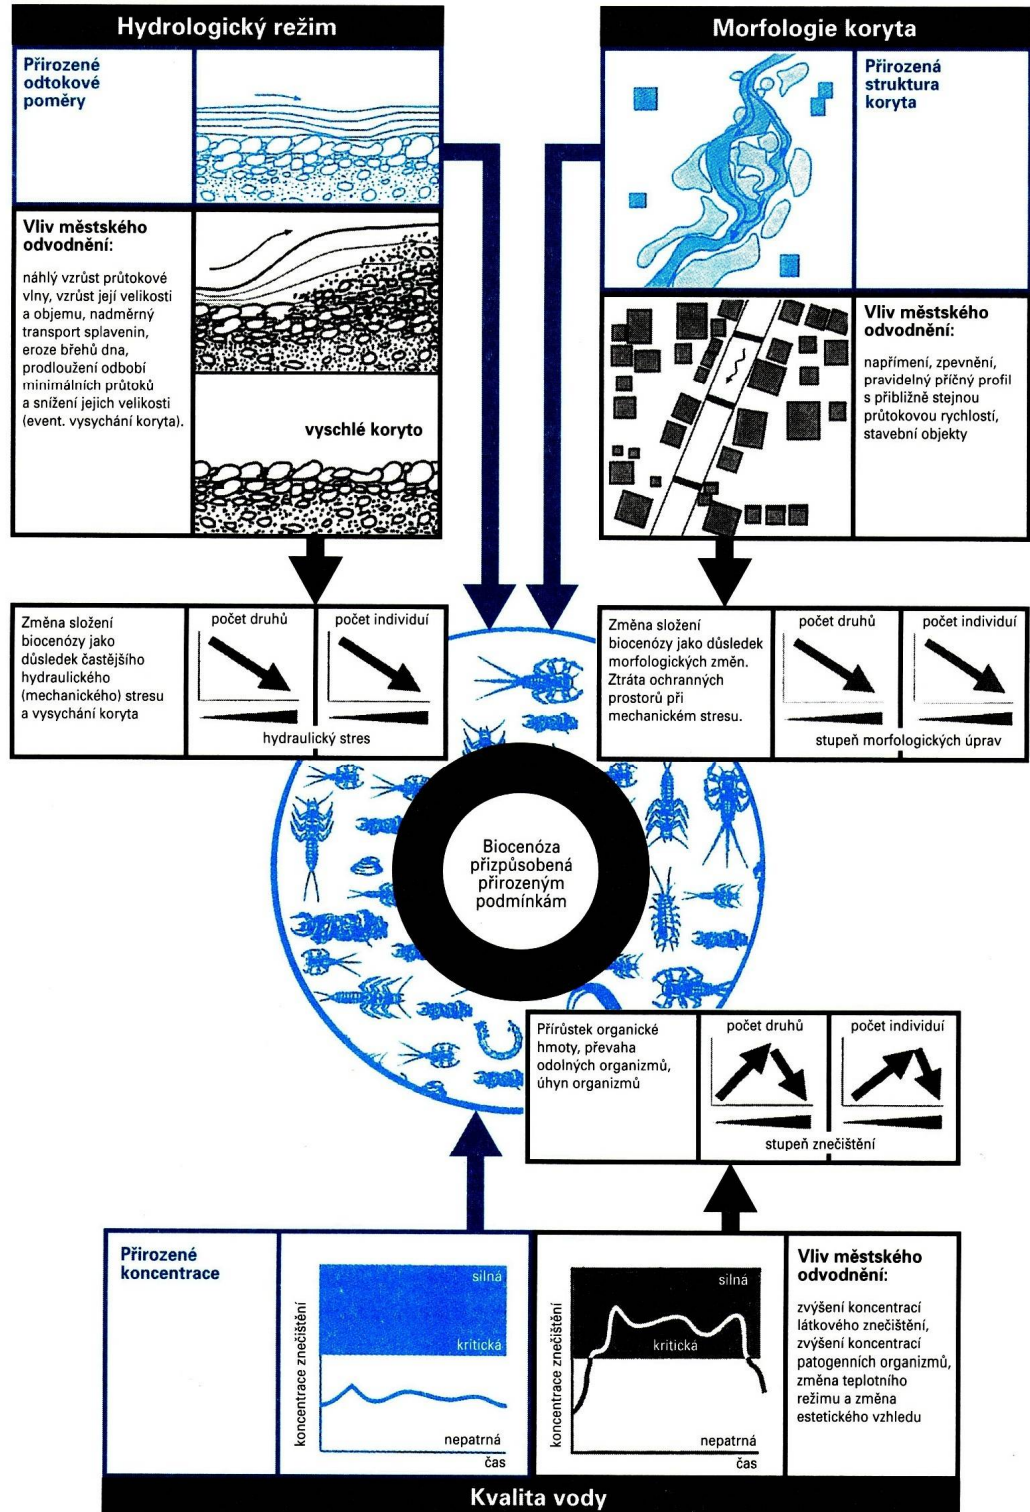 Hydrologický režim
Přirozené
odtokové
poměry
Vliv městského
odvodnění:
náhlý vzrůst průtokové
vlny, vzrůst její velikosti
a objemu, nadměrný
transport splavenin,
eroze břehů dna,
prodloužení odbobí
minimálních průtoků
a snížení jejich velikosti
(event. vysychání koryta).
vyschlé koryto
Morfologie koryta
Přirozená
struktura
koryta
Vliv městského
odvodnění:
napřímení, zpevnění,
pravidelný příčný profil
s přibližně stejnou
průtokovou rychlostí,
stavební objekty
Změna složení
biocenózy jako
důsledek častějšího
hydraulického
(mechanického) stresu
a vysychání koryta
počet druhů
počet individuí
hydraulický stres
Změna složení
biocenózy jako důsledek
morfologických změn.
Ztráta ochranných
prostorů při
mechanickém stresu.
počet druhů
počet individuí
stupeň morfologických úprav
Biocenóza
přizpůsobená
přirozeným
podmínkám
Přírůstek organické
hmoty, převaha
odolných organizmů,
úhyn organizmů
počet druhů
počet individuí
stupeň znečištění
Přirozené
koncentrace
koncentrace znečištění
silná
kritická
nepatrná
čas
koncentrace znečištění
silná
kritická
nepatrná
čas
Vliv městského
odvodnění:
zvýšení koncentrací
látkového znečištění,
zvýšení koncentrací
patogenních organizmů,
změna teplotního
režimu a změna
estetického vzhledu
Kvalita vody